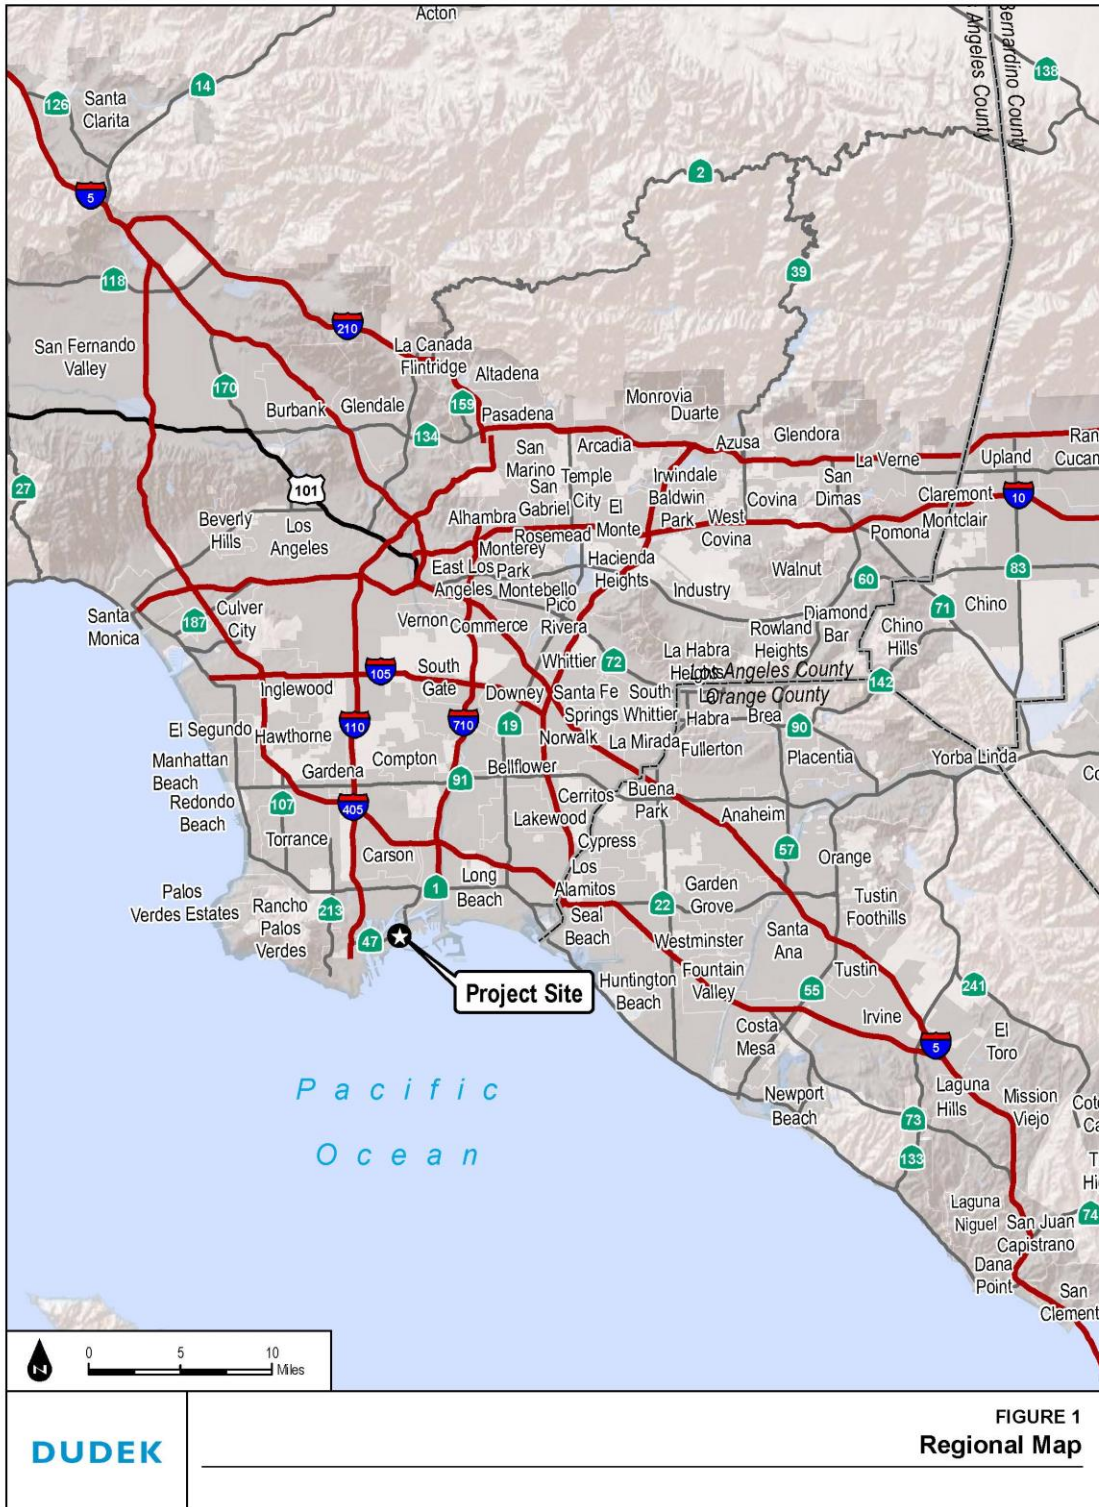 Acton
Los Angeles County
San Bernardino County
138
14
126
Santa
Clarita
2
5
39
118
210
San Fernando
Valley
La Canada
Flintridge
Altadena
170
Burbank
Glendale
159
Pasadena
Monrovia
Duarte
134
Azusa
Glendora
Arcadia
San
Marino
Temple
City
Irwindale
La Verne
Upland
Ran
Cucam
27
101
San
Gabriel
El
Monte
Baldwin
Park
Covina
San
Dimas
Claremont
10
Beverly
Hills
Los
Angeles
Alhambra
Rosemead
West
Covina
Pomona
Montclair
Monterey
Park
East Los
Angeles
Hacienda
Heights
Montebello
Industry
Walnut
60
83
Santa
Monica
187
Culver
City
Vernon
Commerce
Pico
Rivera
Diamond
Bar
71
Chino
Chino
Hills
Rowland
Heights
Whittier
72
La Habra
Heights
Los Angeles County
Orange County
142
105
South
Gate
Inglewood
Downey
Santa Fe
Springs
South
Whittier
La
Habra
Brea
El Segundo
Hawthorne
110
710
19
Norwalk
La Mirada
Fullerton
90
Placentia
Yorba Linda
Co
Manhattan
Beach
Gardena
Compton
91
Bellflower
Redondo
Beach
107
405
Cerritos
Buena
Park
Lakewood
Anaheim
Torrance
Carson
Cypress
57
Orange
Palos
Verdes Estates
Rancho
Palos
Verdes
213
1
Long
Beach
Los
Alamitos
22
Garden
Grove
Tustin
Foothills
47
Seal
Beach
Westminster
Santa
Ana
Project Site
Huntington
Beach
Fountain
Valley
Tustin
55
241
Irvine
Costa
Mesa
5
El
Toro
Pacific
Ocean
Newport
Beach
Laguna
Hills
Mission
Viejo
Coto
Ca
73
133
T
Hi
Laguna
Niguel
San Juan
Capistrano
74
Dana
Point
San
Clement
N
0 5 10
Miles
DUDEK
FIGURE 1
Regional Map